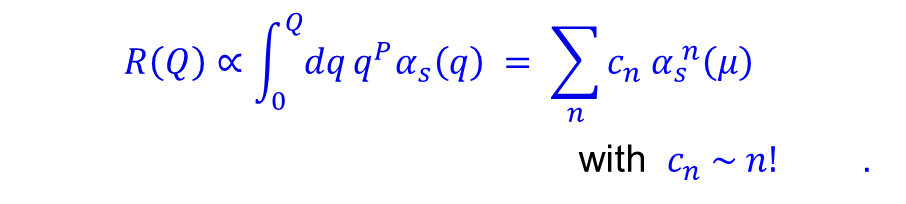 R(Q) ∝ ∫₀^Q dq q^P α_s(q) = ∑_n c_n α_s^n(μ)
with c_n ~ n! .